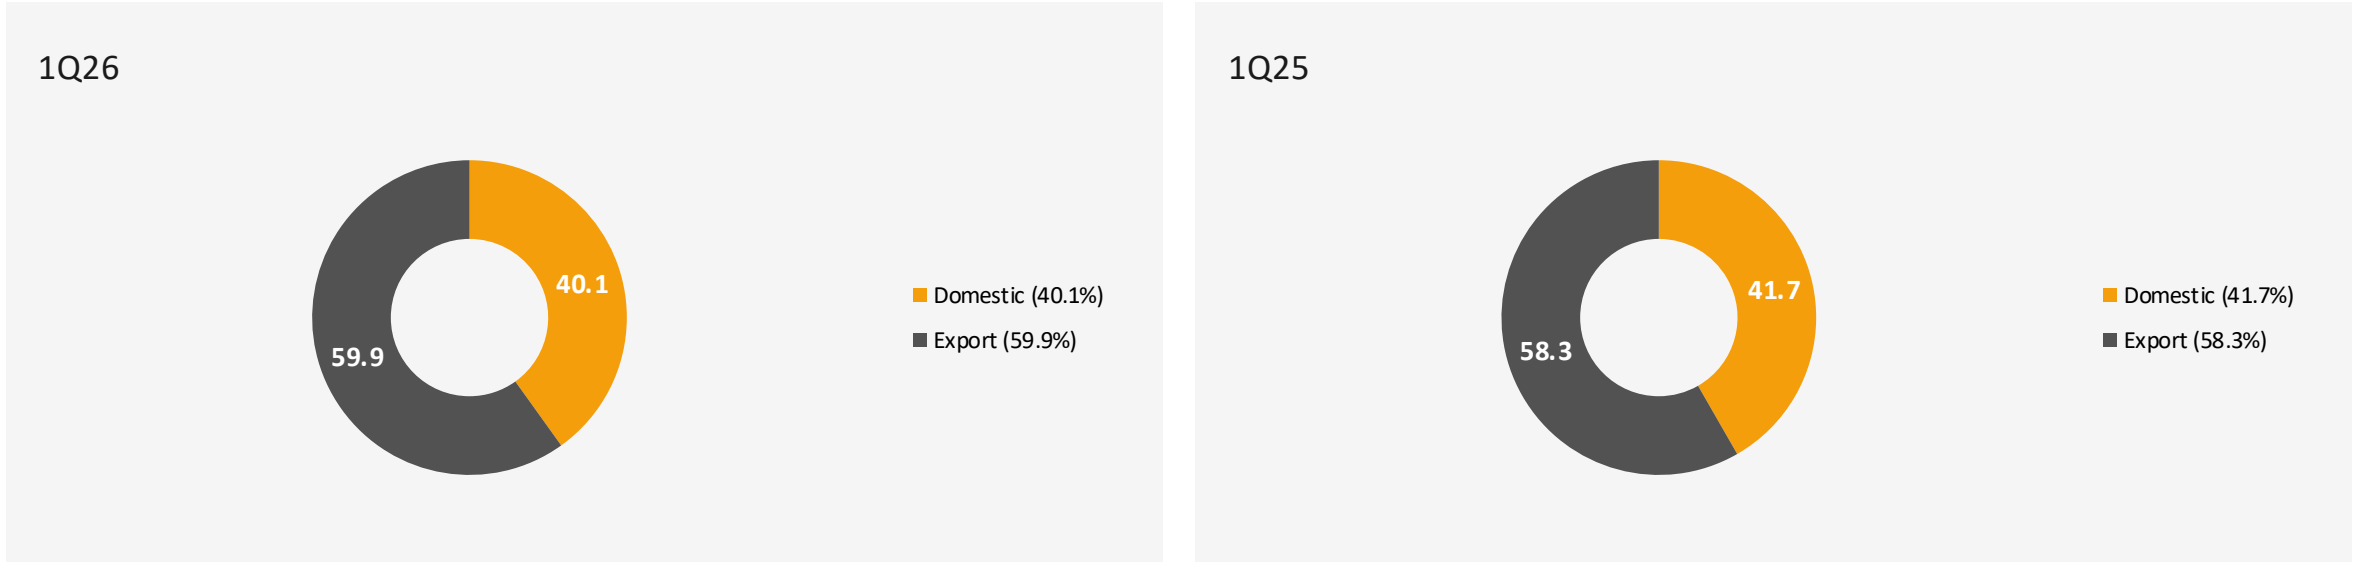 1Q26
40.1
59.9
Domestic (40.1%)
Export (59.9%)
1Q25
41.7
58.3
Domestic (41.7%)
Export (58.3%)